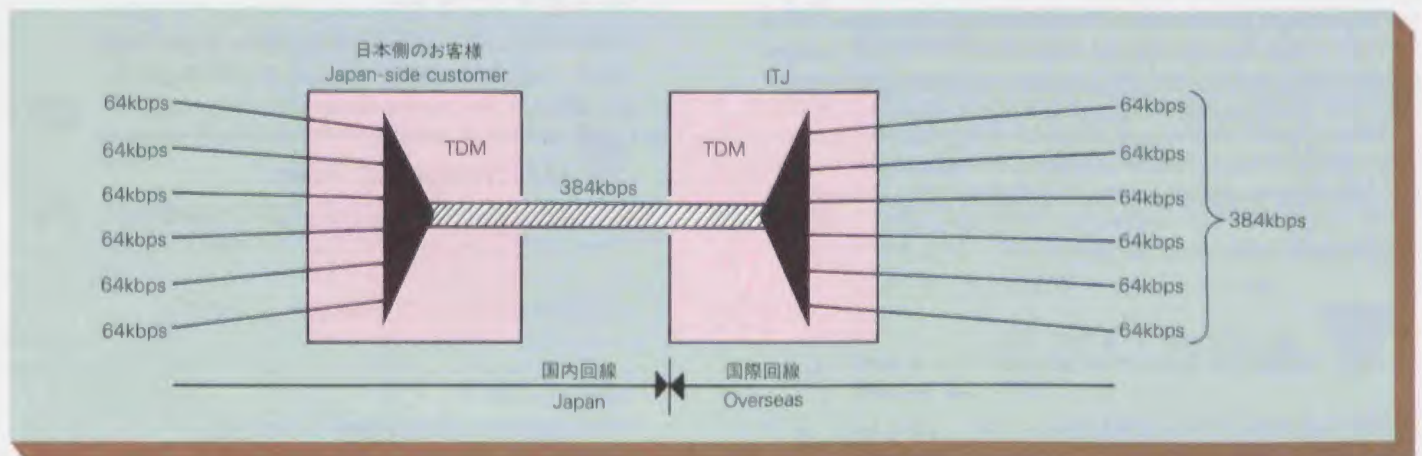 日本側のお客様
Japan-side customer
ITJ
64kbps
64kbps
64kbps
64kbps
64kbps
64kbps
TDM
384kbps
TDM
64kbps
64kbps
64kbps
64kbps
64kbps
64kbps
384kbps
国内回線
Japan
国際回線
Overseas